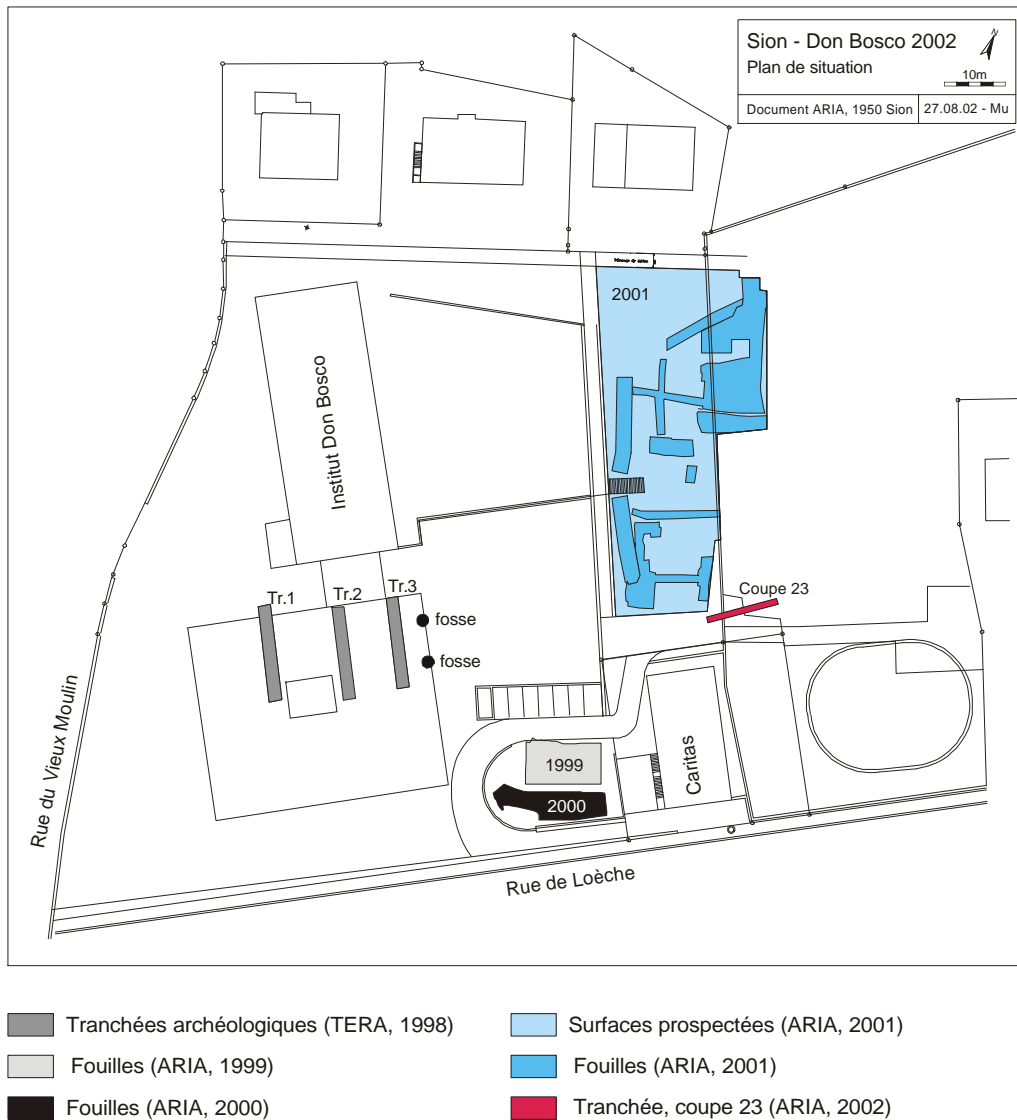 Sion - Don Bosco 2002
Plan de situation
N
10m
Document ARIA, 1950 Sion
27.08.02 - Mu
2001
Institut Don Bosco
Tr.1
Tr.2
Tr.3
fosse
fosse
Coupe 23
Rue du Vieux Moulin
1999
2000
Caritas
Rue de Loèche
Tranchées archéologiques (TERA, 1998)
Fouilles (ARIA, 1999)
Fouilles (ARIA, 2000)
Surfaces prospectées (ARIA, 2001)
Fouilles (ARIA, 2001)
Tranchée, coupe 23 (ARIA, 2002)